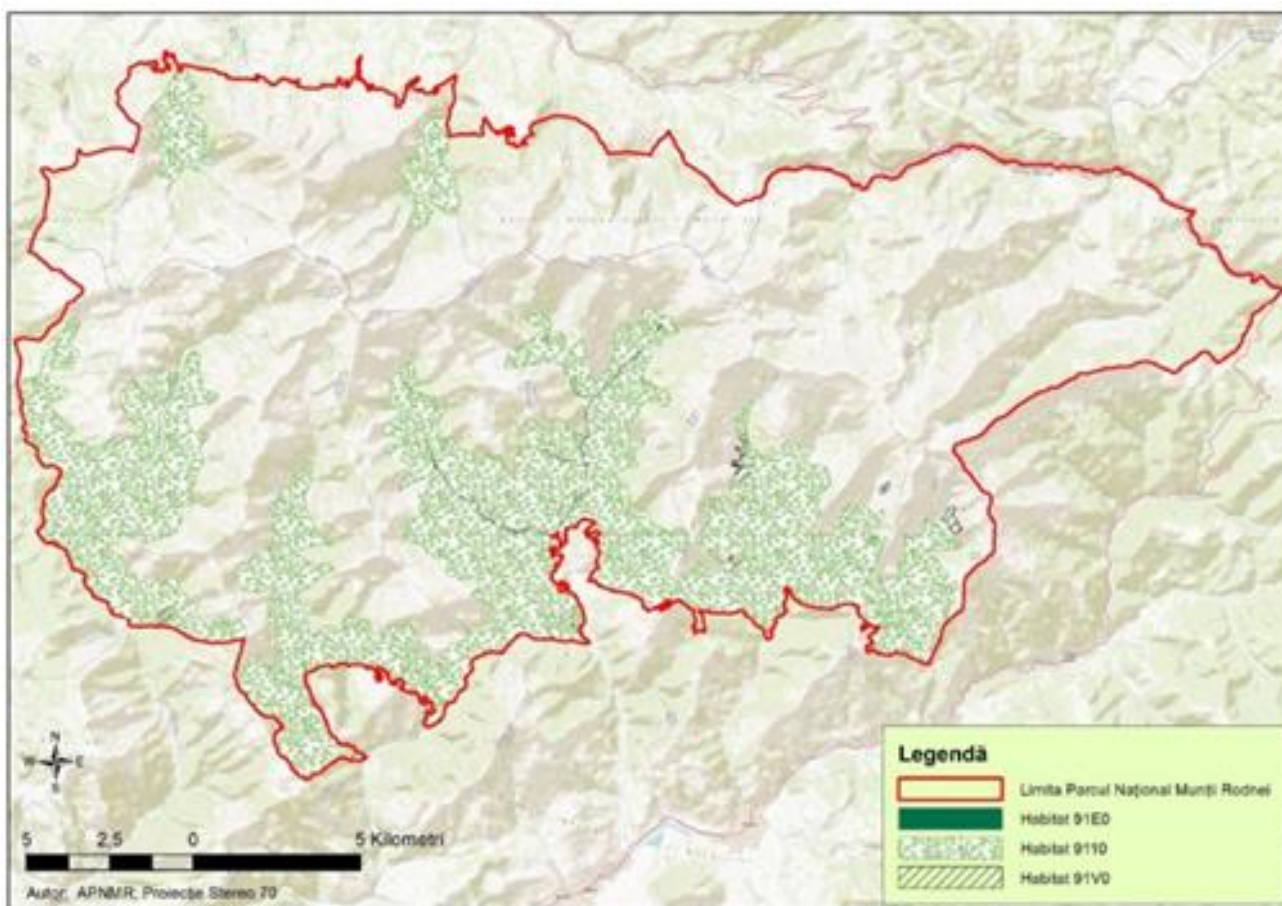 N
W E
S
5 2,5 0 5 Kilometri
Autor: APNMR; Proiecție Stereo 70
Legendă
Limita Parcul Național Munții Rodnei
Habitat 91E0
Habitat 9110
Habitat 91V0